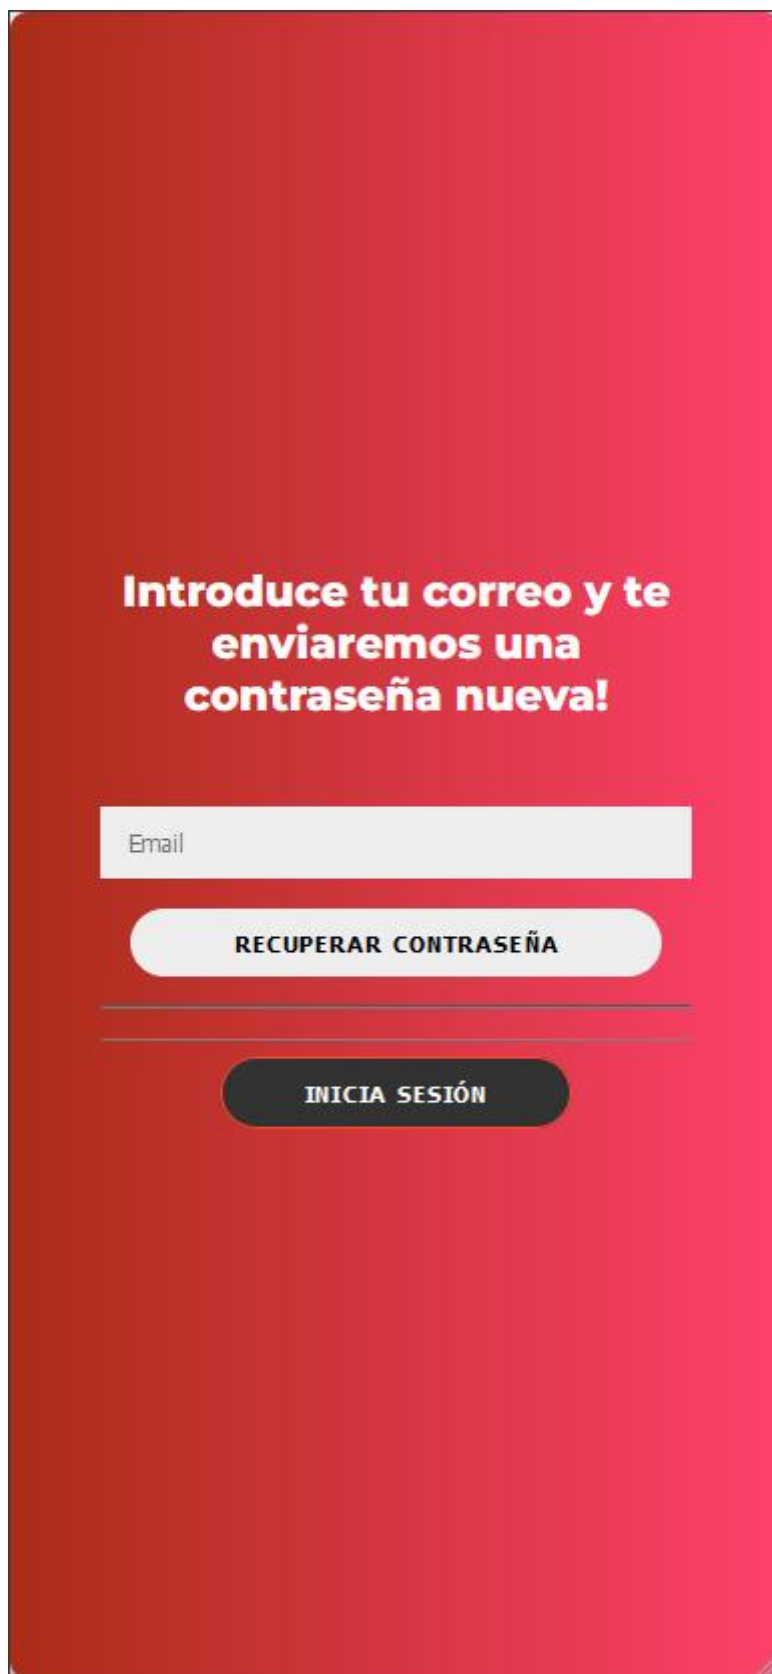 Introduce tu correo y te
enviaremos una
contraseña nueva!
Email
RECUPERAR CONTRASEÑA
INICIA SESIÓN